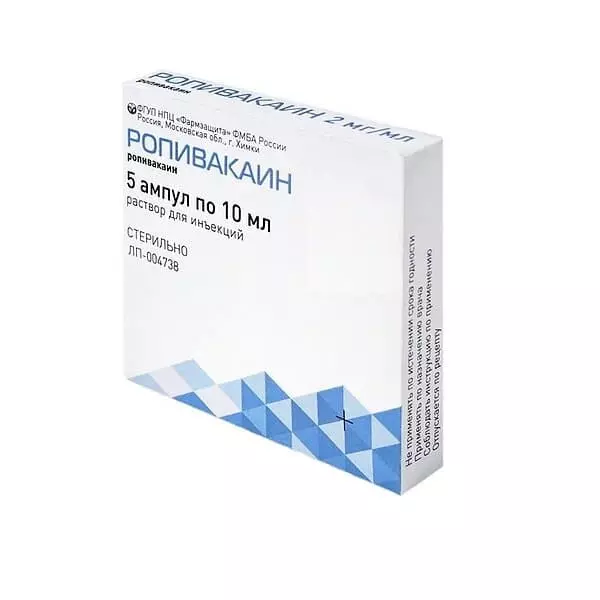 РОПИВАКАИН 2 мг/мл
ропивакаин
ФГУП НПЦ «Фармзащита» ФМБА России
Россия, Московская обл., г. Химки
РОПИВАКАИН
ропивакаин
5 ампул по 10 мл
раствор для инъекций
СТЕРИЛЬНО
ЛП-004738
Не применять по истечении срока годности
Применять по назначению врача
Соблюдать инструкцию по применению
Отпускается по рецепту